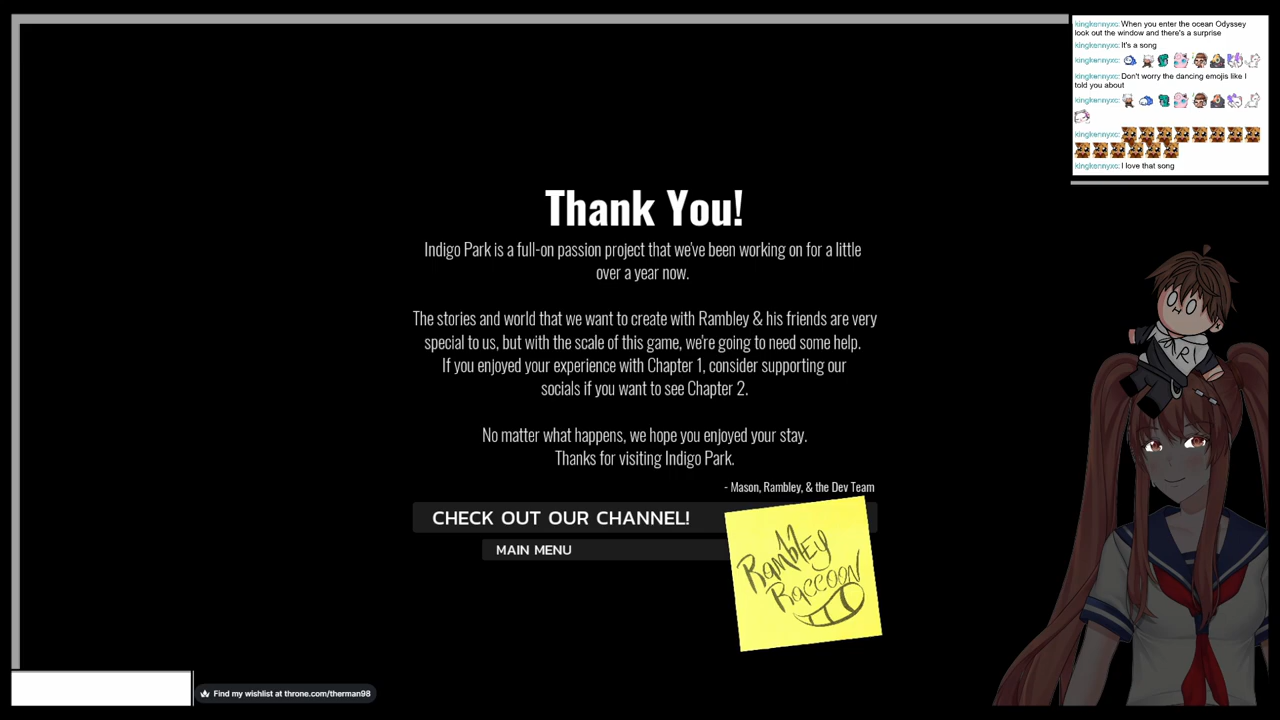 kingkennyxc: When you enter the ocean Odyssey
look out the window and there's a surprise
kingkennyxc: It's a song
kingkennyxc:
kingkennyxc: Don't worry the dancing emojis like I
told you about
kingkennyxc:
kingkennyxc:
kingkennyxc: I love that song
Thank You!
Indigo Park is a full-on passion project that we've been working on for a little
over a year now.
The stories and world that we want to create with Rambley & his friends are very
special to us, but with the scale of this game, we're going to need some help.
If you enjoyed your experience with Chapter 1, consider supporting our
socials if you want to see Chapter 2.
No matter what happens, we hope you enjoyed your stay.
Thanks for visiting Indigo Park.
- Mason, Rambley, & the Dev Team
CHECK OUT OUR CHANNEL!
MAIN MENU
Rambley
Raccoon
Find my wishlist at throne.com/therman98